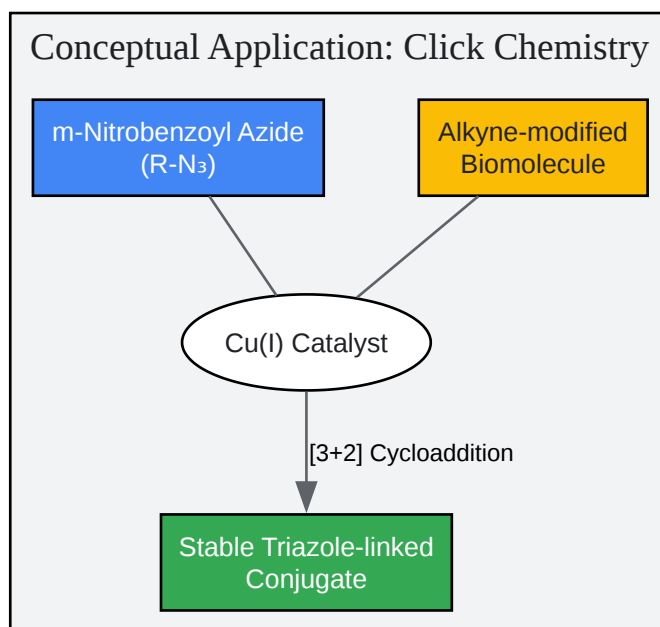 Conceptual Application: Click Chemistry
m-Nitrobenzoyl Azide
(R-N₃)
Alkyne-modified
Biomolecule
Cu(I) Catalyst
[3+2] Cycloaddition
Stable Triazole-linked
Conjugate